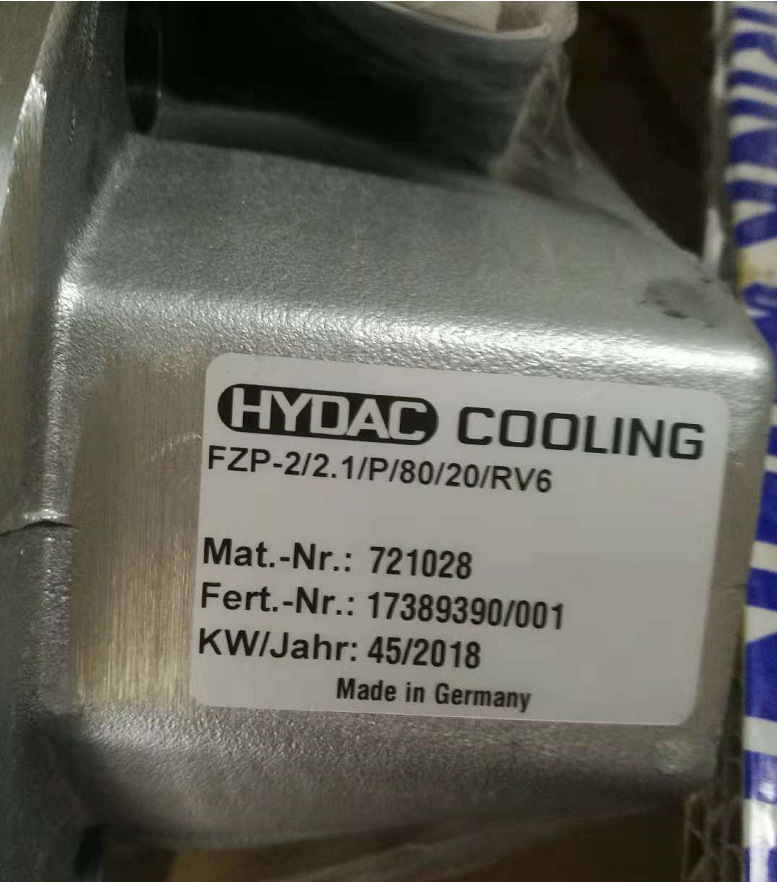 HYDAC COOLING
FZP-2/2.1/P/80/20/RV6
Mat.-Nr.: 721028
Fert.-Nr.: 17389390/001
KW/Jahr: 45/2018
Made in Germany